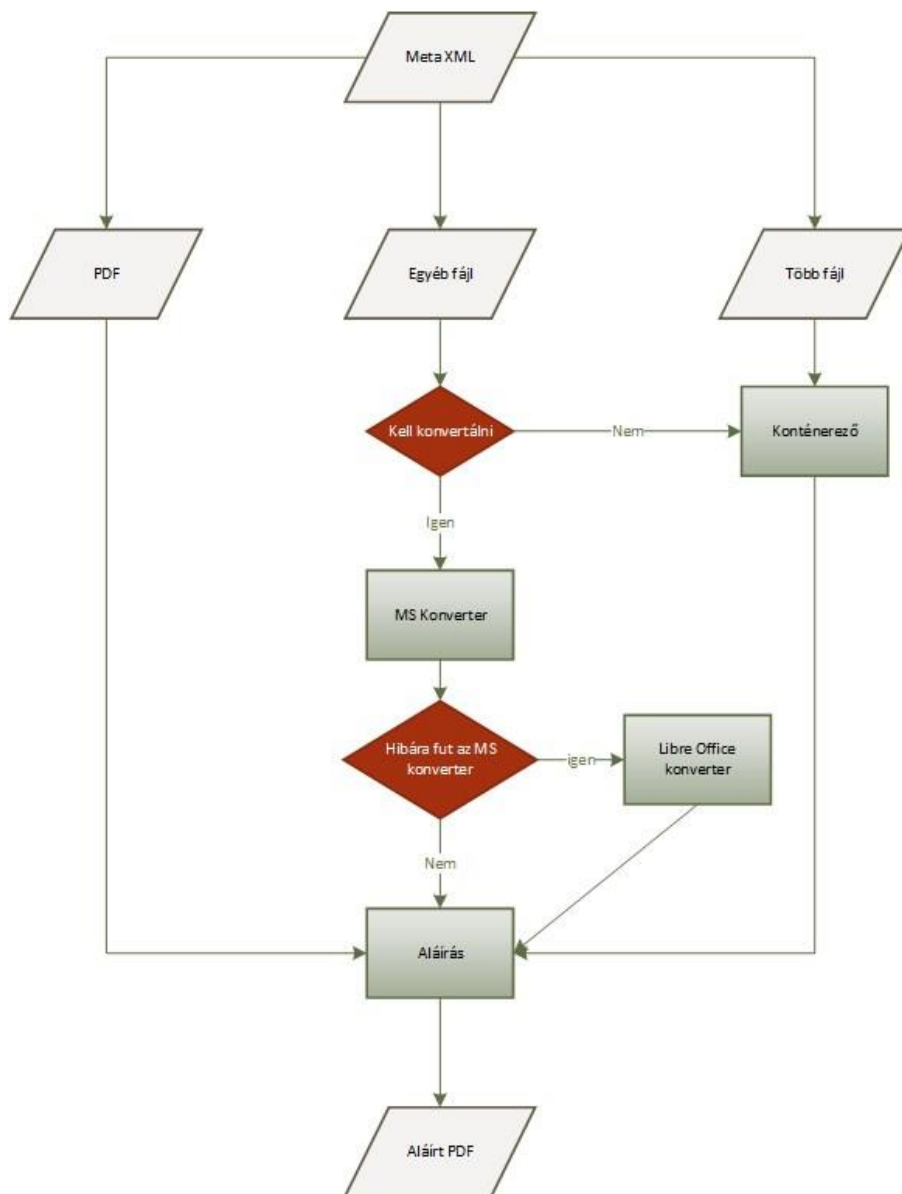 Meta XML
PDF
Egyéb fájl
Több fájl
Kell konvertálni
Nem
Konténerező
Igen
MS Konverter
Hibára fut az MS
konverter
igen
Libre Office
konverter
Nem
Aláírás
Aláírt PDF